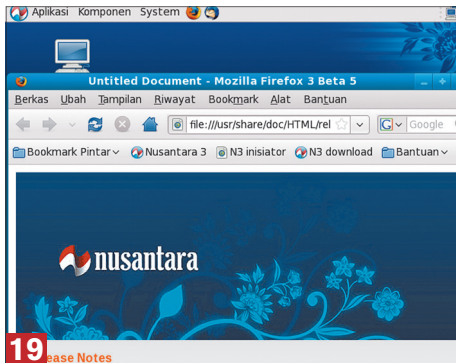 Aplikasi Komponen System
Untitled Document - Mozilla Firefox 3 Beta 5
Berkas Ubah Tampilan Riwayat Bookmark Alat Bantuan
file:///usr/share/doc/HTML/rel Google
Bookmark Pintar Nusantara 3 N3 inisiator N3 download Bantuan
nusantara
19
ease Notes